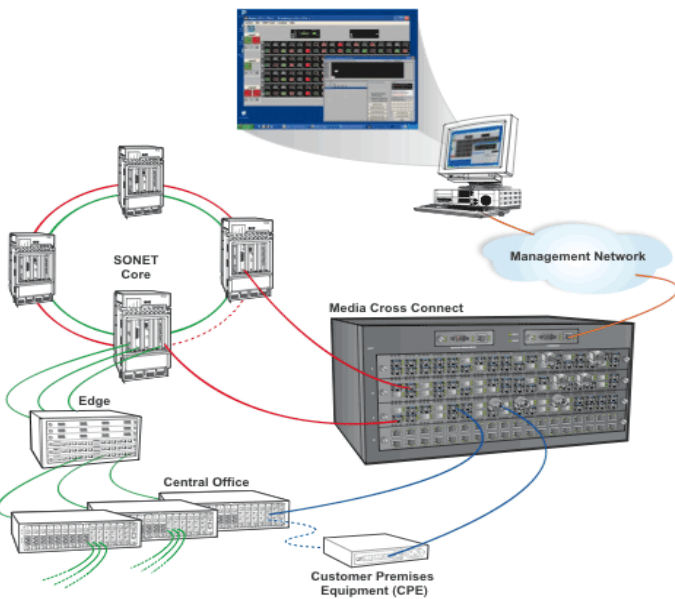 SONET
Core
Management Network
Media Cross Connect
Edge
Central Office
Customer Premises
Equipment (CPE)